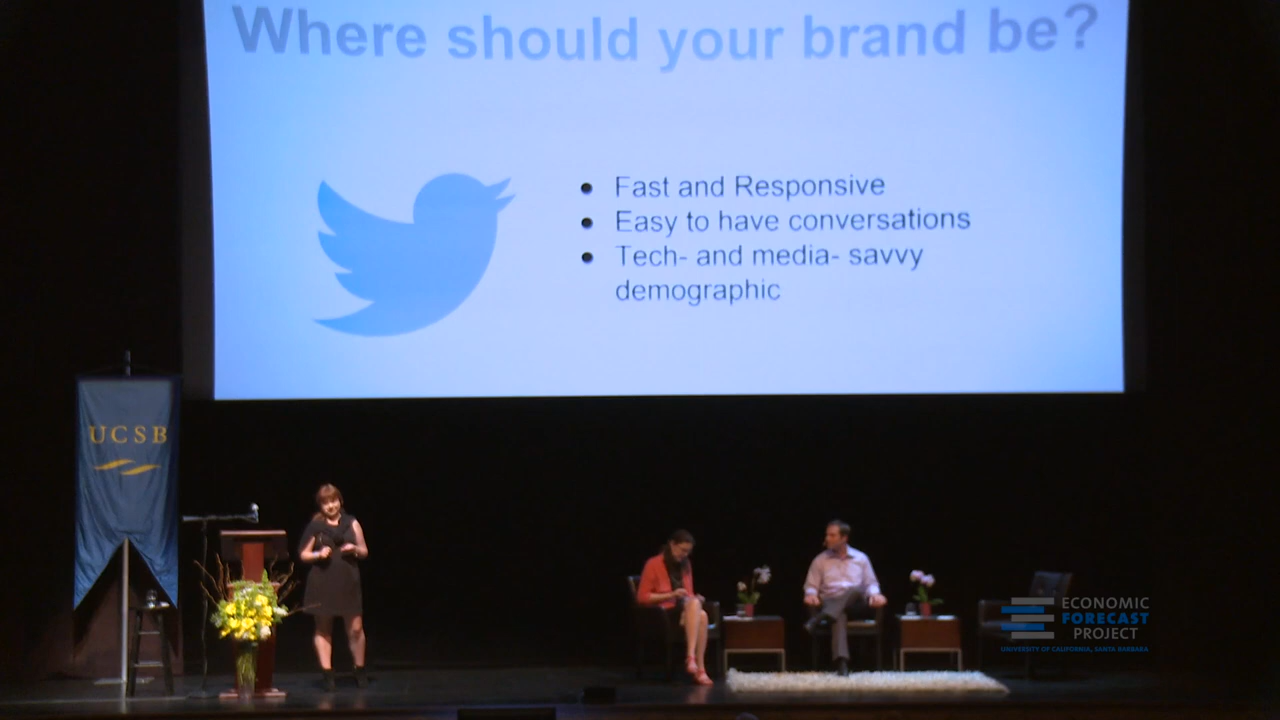 Where should your brand be?
Fast and Responsive
Easy to have conversations
Tech- and media- savvy
demographic
UCSB
ECONOMIC
FORECAST
PROJECT
UNIVERSITY OF CALIFORNIA, SANTA BARBARA